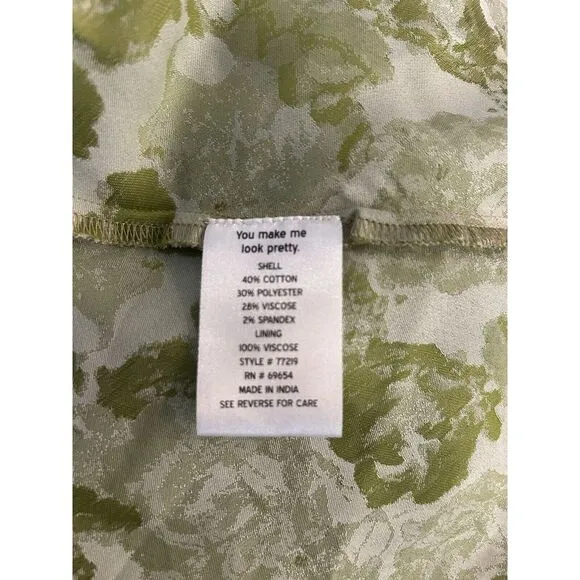 You make me
look pretty.
SHELL
40% COTTON
30% POLYESTER
28% VISCOSE
2% SPANDEX
LINING
100% VISCOSE
STYLE # 77219
RN # 69654
MADE IN INDIA
SEE REVERSE FOR CARE